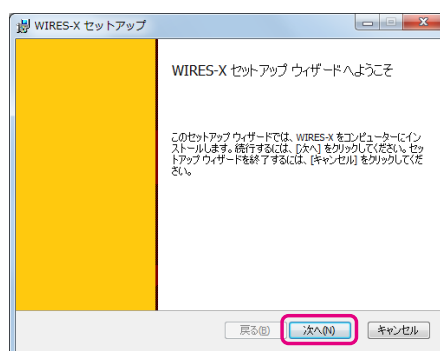 WIRES-X セットアップ
WIRES-X セットアップ ウィザードへようこそ
このセットアップ ウィザードでは、WIRES-X をコンピューターにイン
ストールします。続行するには、[次へ] をクリックしてください。セッ
トアップ ウィザードを終了するには、[キャンセル] をクリックしてくだ
さい。
戻る(B) 次へ(N) キャンセル